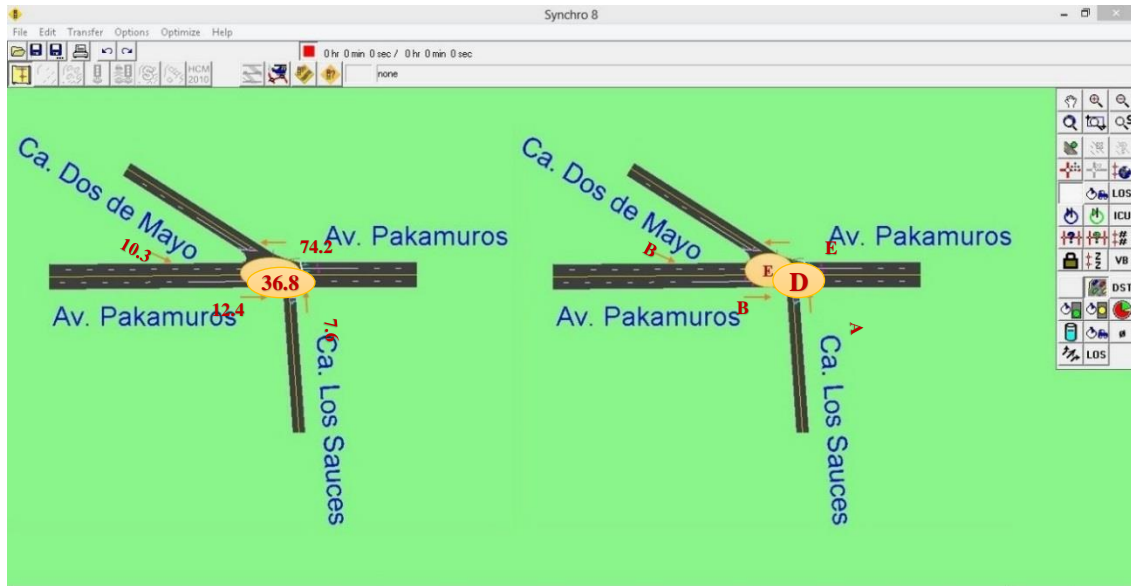 Synchro 8
File Edit Transfer Options Optimize Help
0 hr 0 min 0 sec / 0 hr 0 min 0 sec
HCM
2010
none
Ca. Dos de Mayo
10.3
74.2
Av. Pakamuros
36.8
12.4
Av. Pakamuros
7.6
Ca. Los Sauces
Ca. Dos de Mayo
B
E
Av. Pakamuros
E
D
B
Av. Pakamuros
A
Ca. Los Sauces
LOS
ICU
VB
DST
LOS